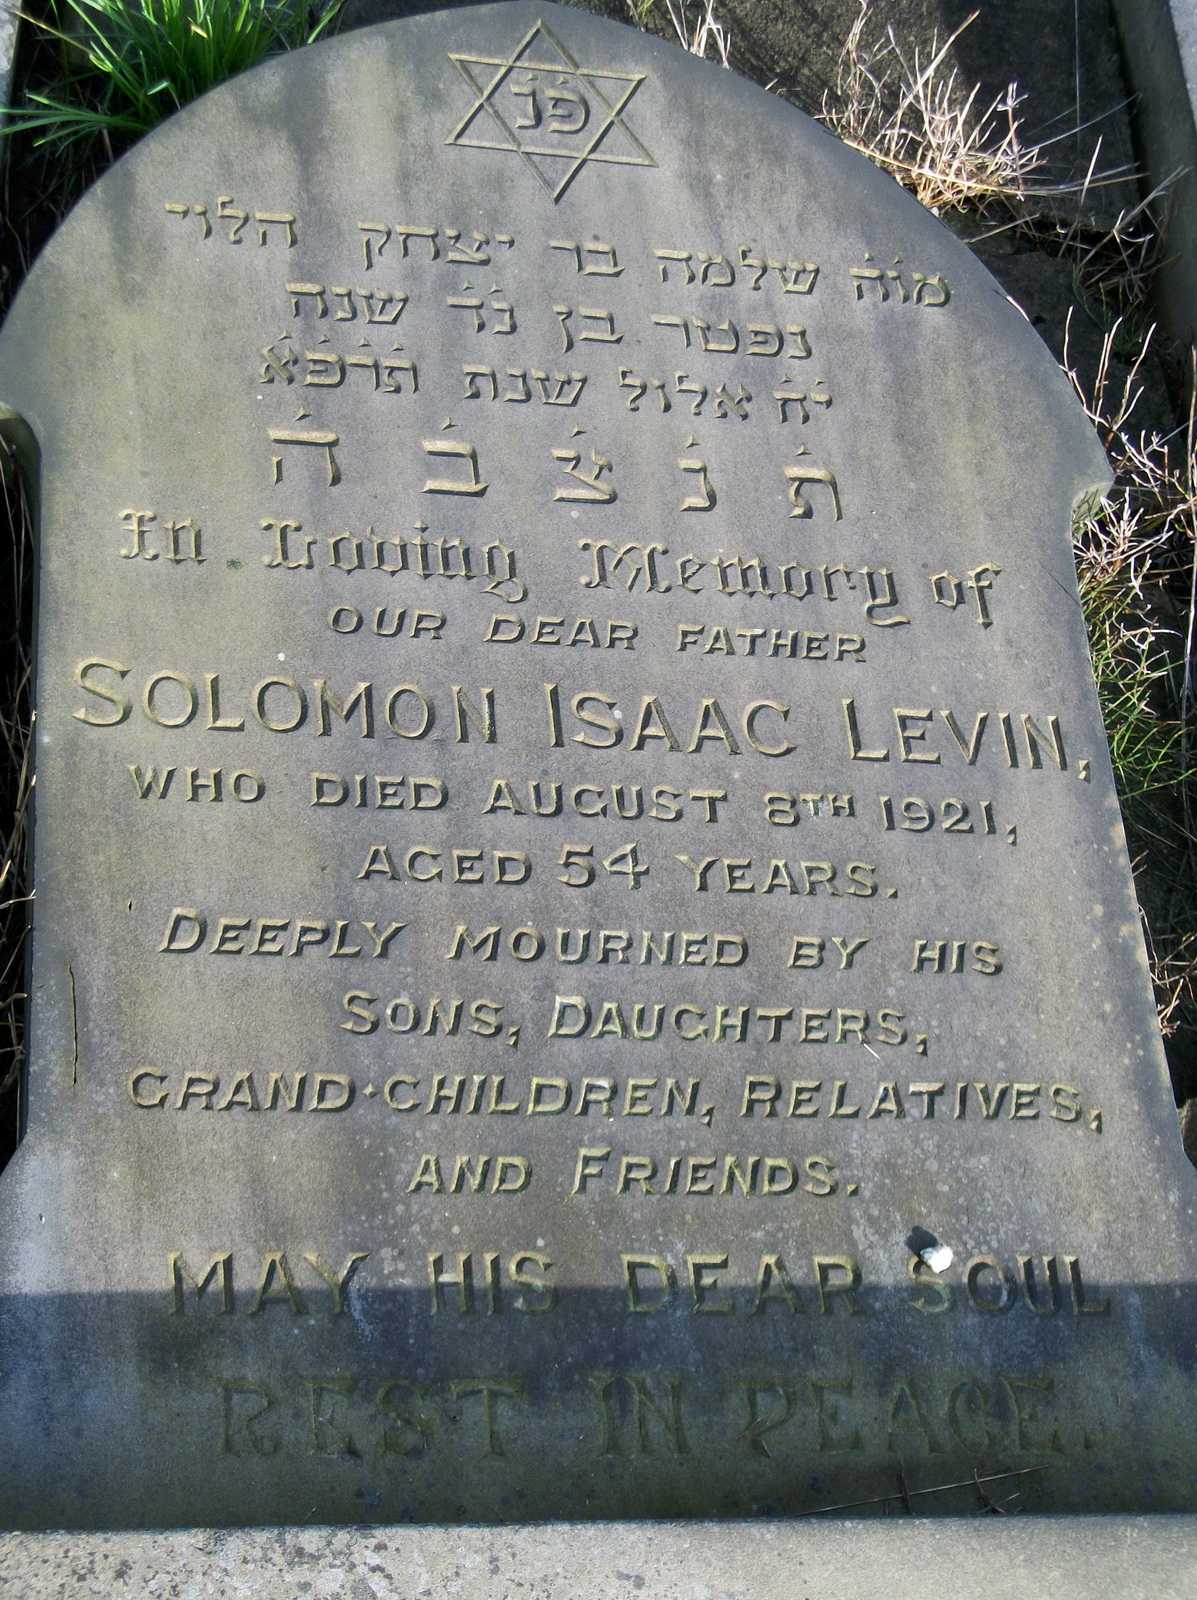 פׄנׄ
מוׄהׄ שלמה בר יצחק הלוי
נפטר בן נׄדׄ שנה
יׄחׄ אלול שנת תׄרׄפׄאׄ
תׄ נׄ צׄ בׄ הׄ
In Loving Memory of
OUR DEAR FATHER
SOLOMON ISAAC LEVIN,
WHO DIED AUGUST 8TH 1921,
AGED 54 YEARS.
DEEPLY MOURNED BY HIS
SONS, DAUGHTERS,
GRAND-CHILDREN, RELATIVES,
AND FRIENDS.
MAY HIS DEAR SOUL
REST IN PEACE.